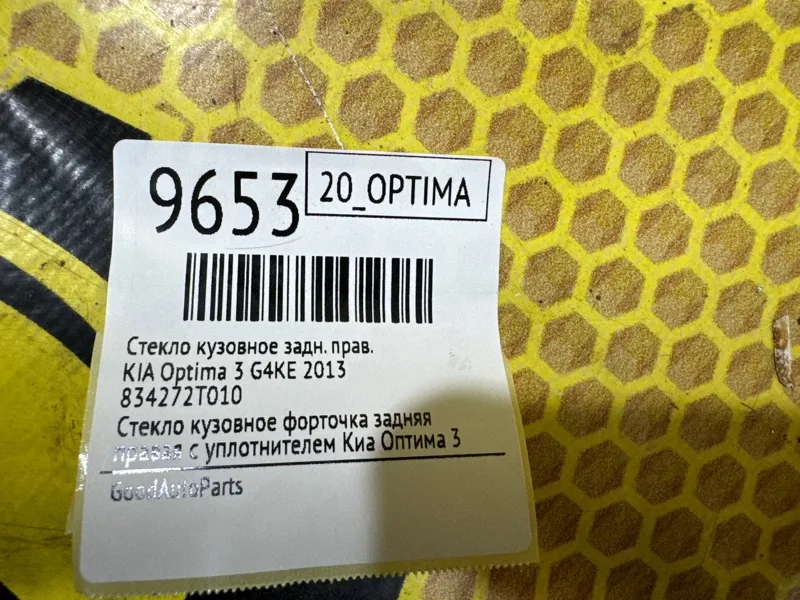 9653
20_OPTIMA
Стекло кузовное задн. прав.
KIA Optima 3 G4KE 2013
834272T010
Стекло кузовное форточка задняя
правая с уплотнителем Киа Оптима 3
GoodAutoParts